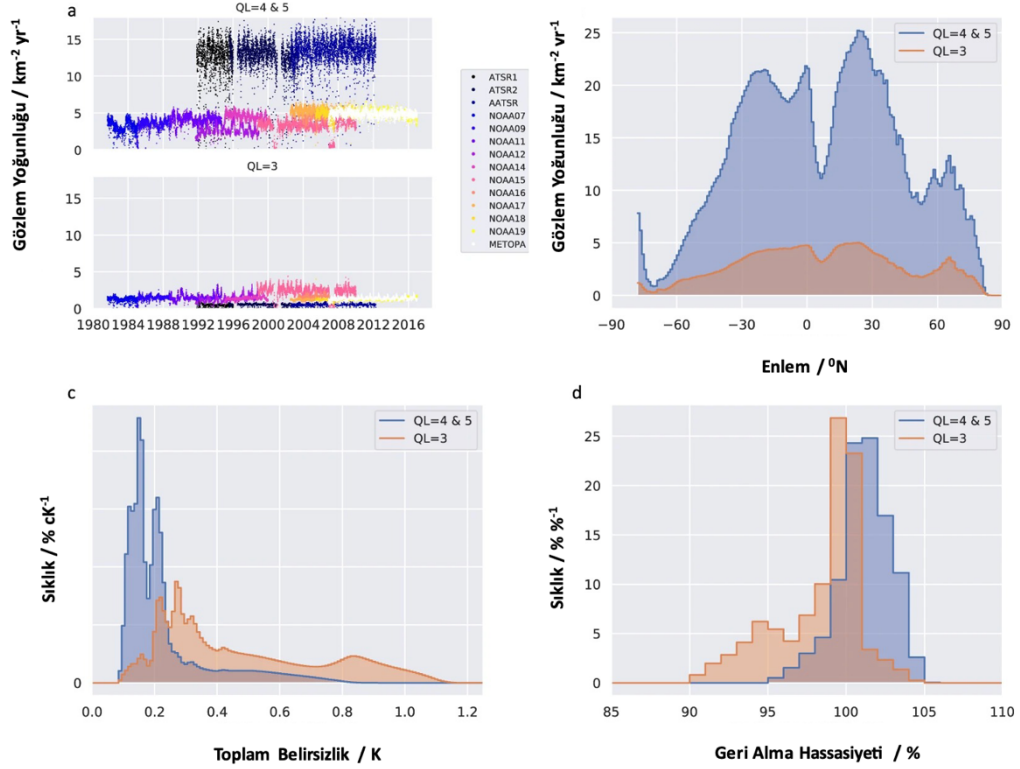 a
QL=4 & 5
Gözlem Yoğunluğu / km-2 yr-1
15
10
5
0
QL=3
15
10
5
0
1980 1984 1988 1992 1996 2000 2004 2008 2012 2016
ATSR1
ATSR2
AATSR
NOAA07
NOAA09
NOAA11
NOAA12
NOAA14
NOAA15
NOAA16
NOAA17
NOAA18
NOAA19
METOPA
Gözlem Yoğunluğu / km-2 yr-1
25
20
15
10
5
0
−90 −60 −30 0 30 60 90
Enlem / ⁰N
QL=4 & 5
QL=3
c
Sıklık / % cK-1
0
0.0 0.2 0.4 0.6 0.8 1.0 1.2
Toplam Belirsizlik / K
QL=4 & 5
QL=3
d
Sıklık / % %-1
25
20
15
10
5
0
85 90 95 100 105 110
Geri Alma Hassasiyeti / %
QL=4 & 5
QL=3